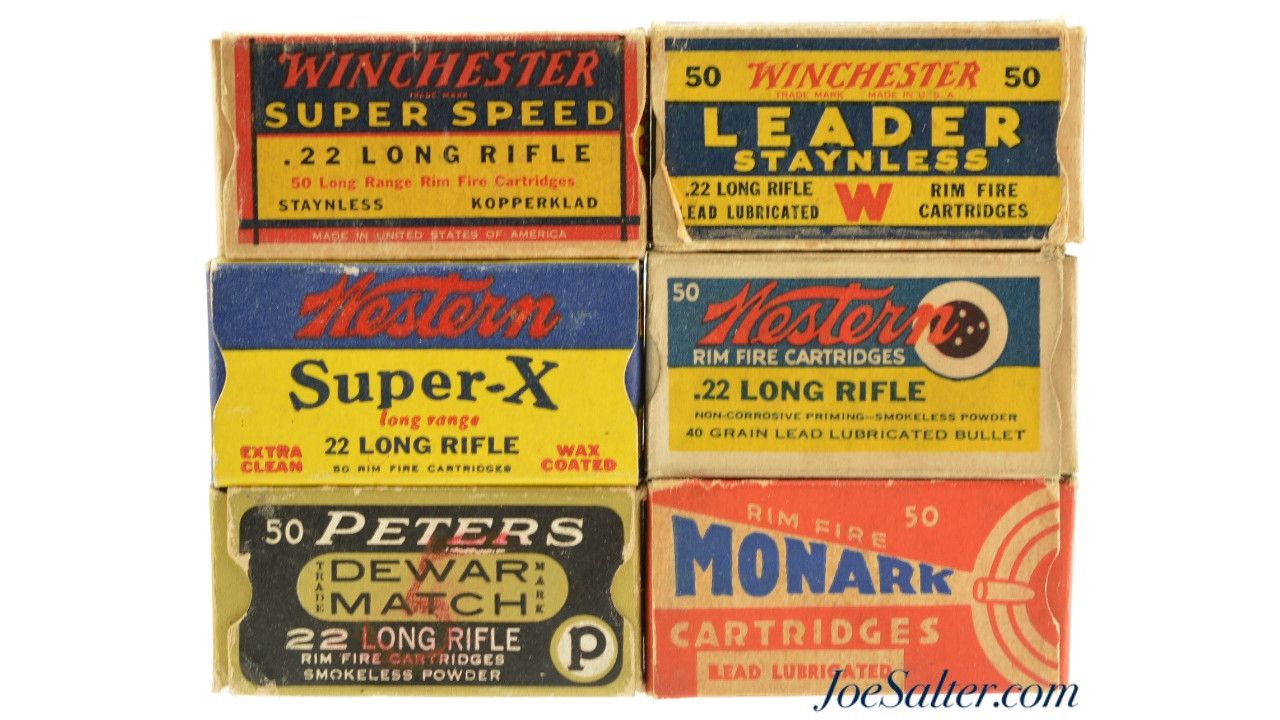 WINCHESTER
TRADE MARK
SUPER SPEED
.22 LONG RIFLE
50 Long Range Rim Fire Cartridges
STAYNLESS KOPPERKLAD
MADE IN UNITED STATES OF AMERICA
50 WINCHESTER 50
TRADE MARK MADE IN U.S.A.
LEADER
STAYNLESS
.22 LONG RIFLE W RIM FIRE
LEAD LUBRICATED CARTRIDGES
Western
Super-X
long range
22 LONG RIFLE
EXTRA CLEAN 50 RIM FIRE CARTRIDGES WAX COATED
50 Western
RIM FIRE CARTRIDGES
.22 LONG RIFLE
NON-CORROSIVE PRIMING-SMOKELESS POWDER
40 GRAIN LEAD LUBRICATED BULLET
50 PETERS
TRADE DEWAR MARK
MATCH
22 LONG RIFLE
RIM FIRE CARTRIDGES
SMOKELESS POWDER
P
RIM FIRE 50
MONARK
CARTRIDGES
LEAD LUBRICATED
JoeSalter.com